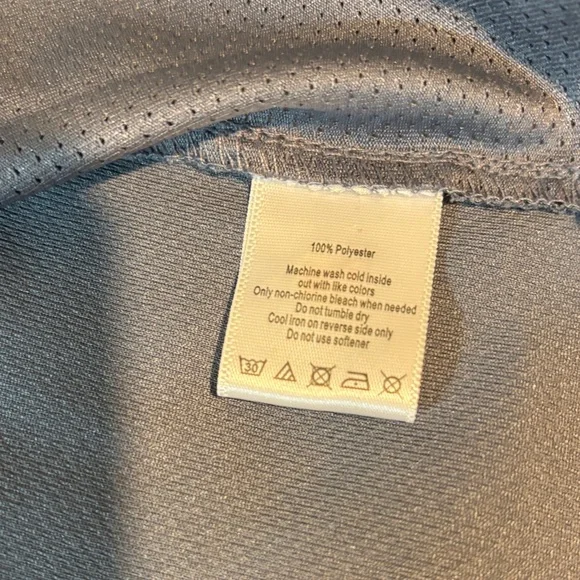 100% Polyester
Machine wash cold inside
out with like colors
Only non-chlorine bleach when needed
Do not tumble dry
Cool iron on reverse side only
Do not use softener
30